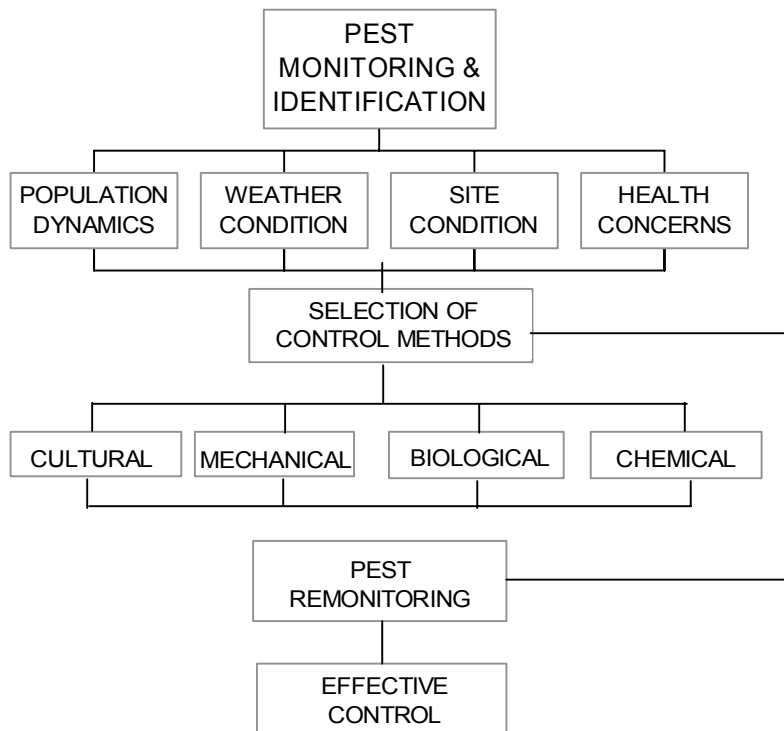 PEST
MONITORING &
IDENTIFICATION
POPULATION
DYNAMICS
WEATHER
CONDITION
SITE
CONDITION
HEALTH
CONCERNS
SELECTION OF
CONTROL METHODS
CULTURAL
MECHANICAL
BIOLOGICAL
CHEMICAL
PEST
REMONITORING
EFFECTIVE
CONTROL